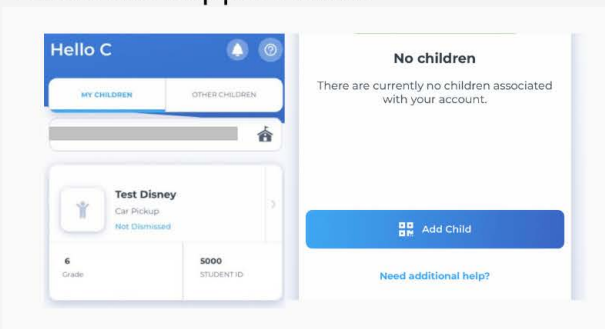 Hello C
MY CHILDREN
OTHER CHILDREN
Test Disney
Car Pickup
Not Dismissed
6
Grade
5000
STUDENT ID
No children
There are currently no children associated
with your account.
Add Child
Need additional help?